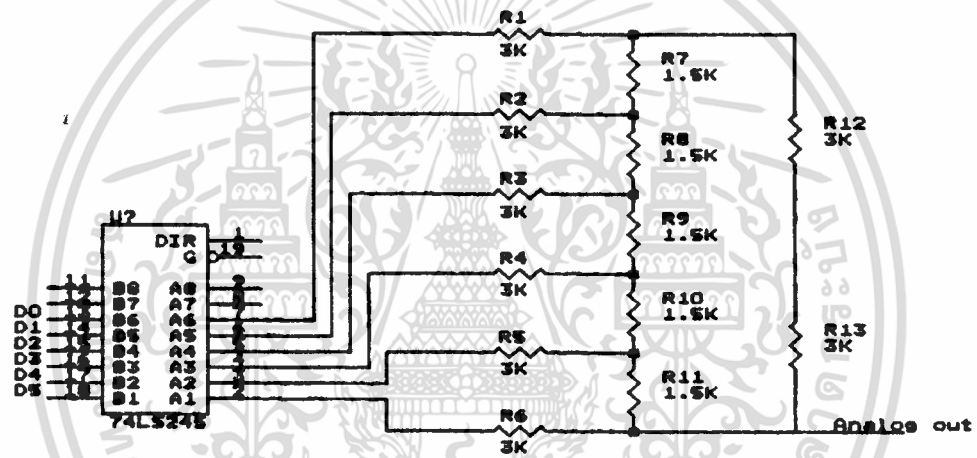 R1
3K
R7
1.5K
R2
3K
R12
3K
R8
1.5K
R3
3K
U?
R9
1.5K
DIR 1
G 19
R4
3K
B8 A8
B7 A7
D0 B6 A6
D1 B5 A5
D2 B4 A4
D3 B3 A3
D4 B2 A2
D5 B1 A1
74LS245
R10
1.5K
R5
3K
R13
3K
R11
1.5K
R6
3K
Analog out